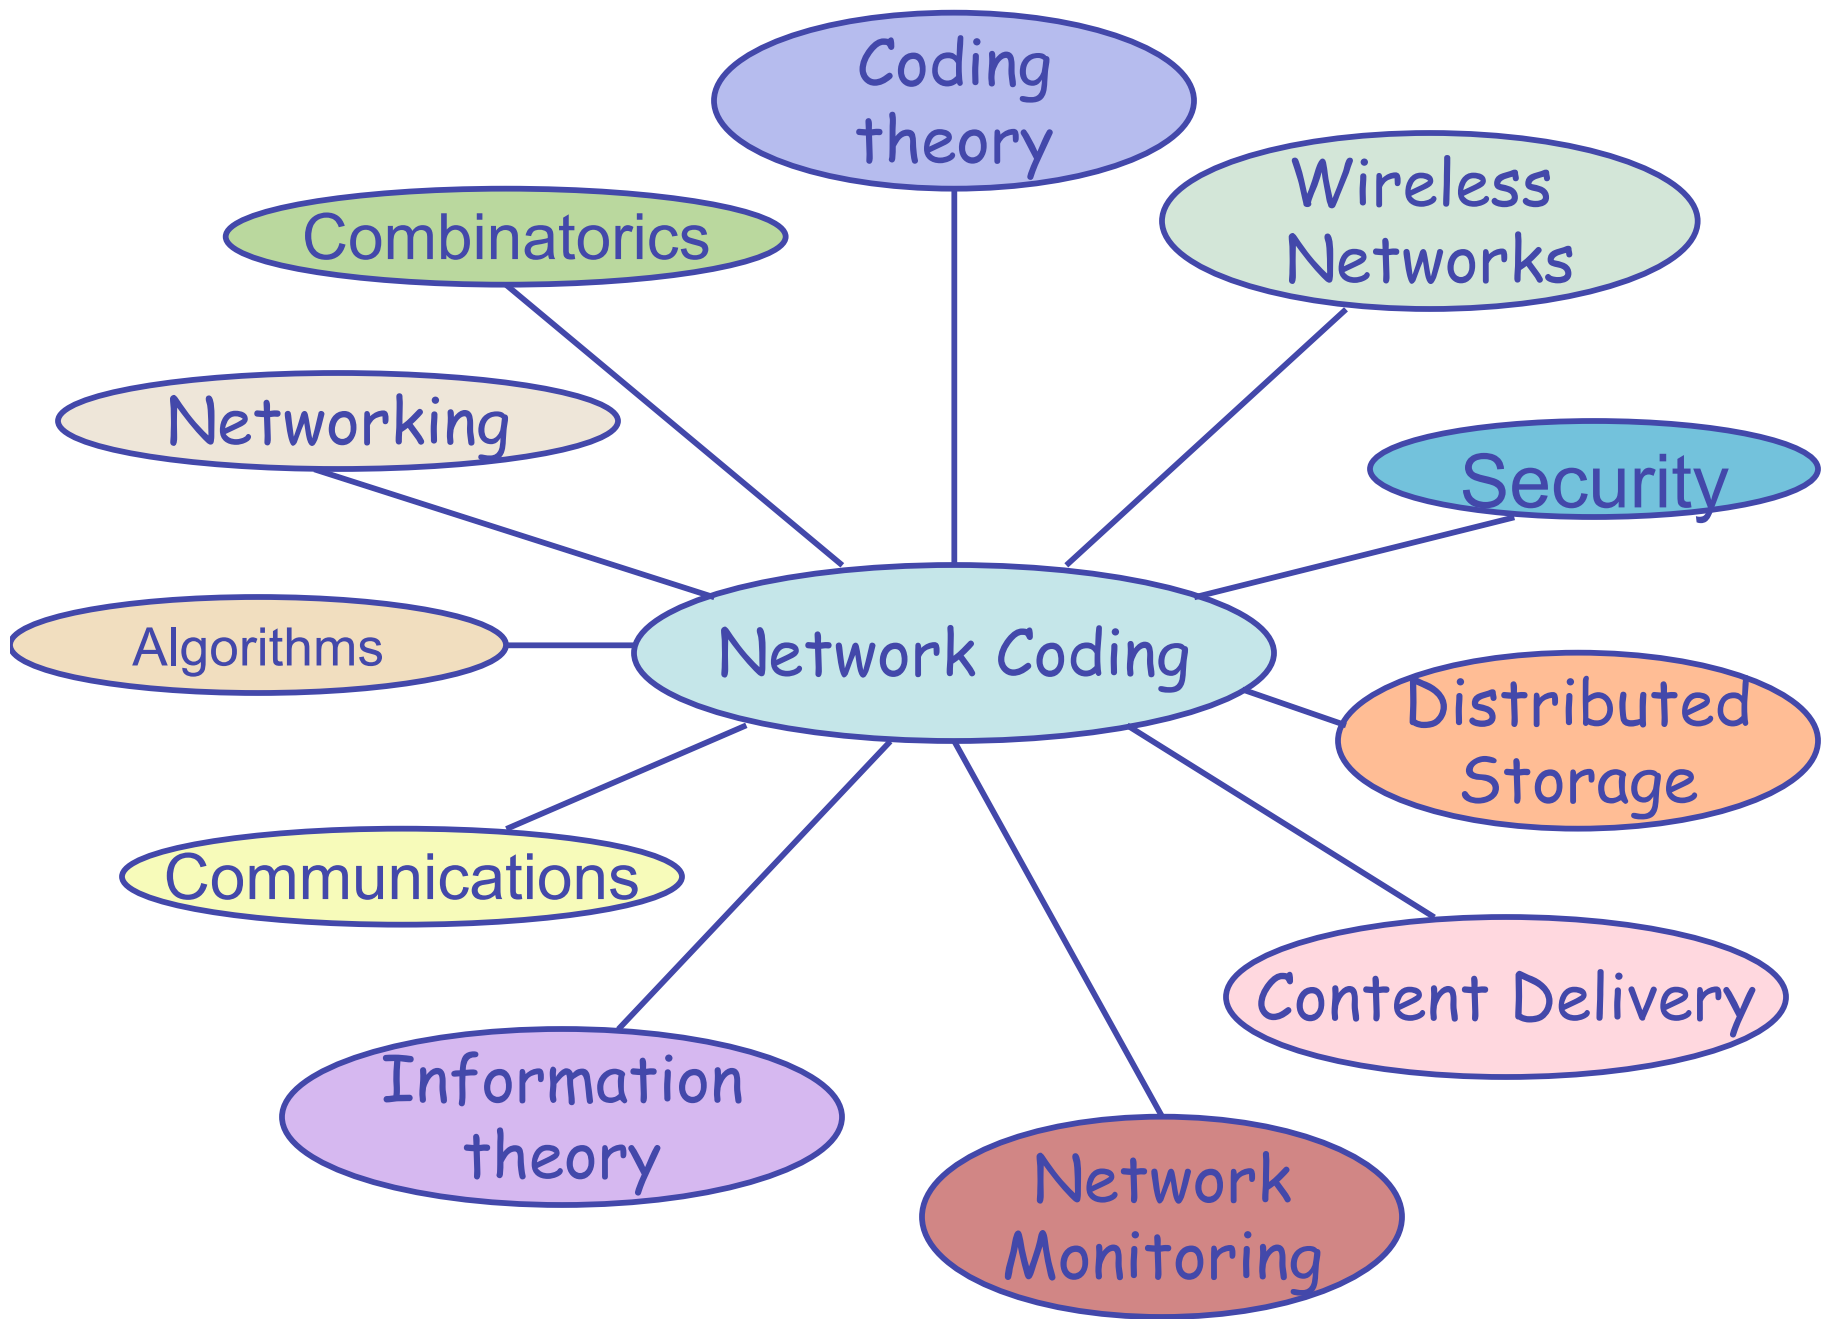 Coding
theory
Wireless
Networks
Combinatorics
Networking
Security
Algorithms
Network Coding
Distributed
Storage
Communications
Content Delivery
Information
theory
Network
Monitoring